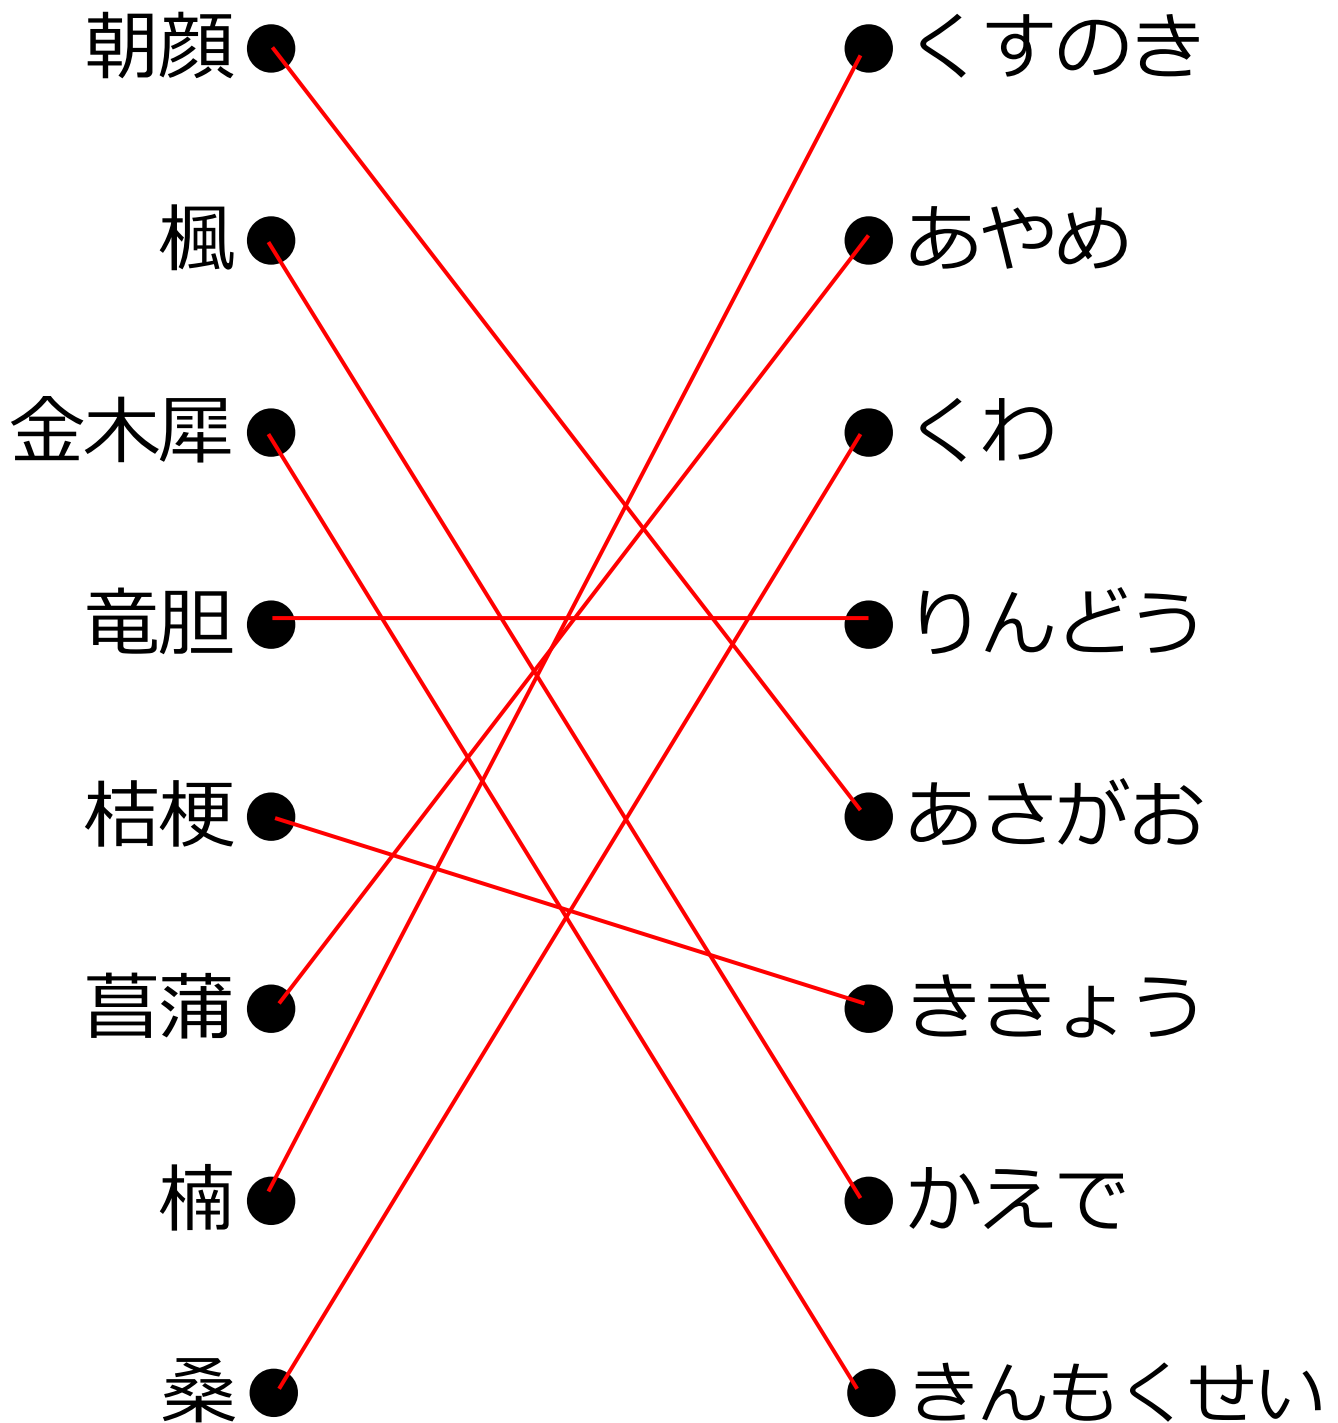 朝顔 くすのき
楓 あやめ
金木犀 くわ
竜胆 りんどう
桔梗 あさがお
菖蒲 ききょう
楠 かえで
桑 きんもくせい